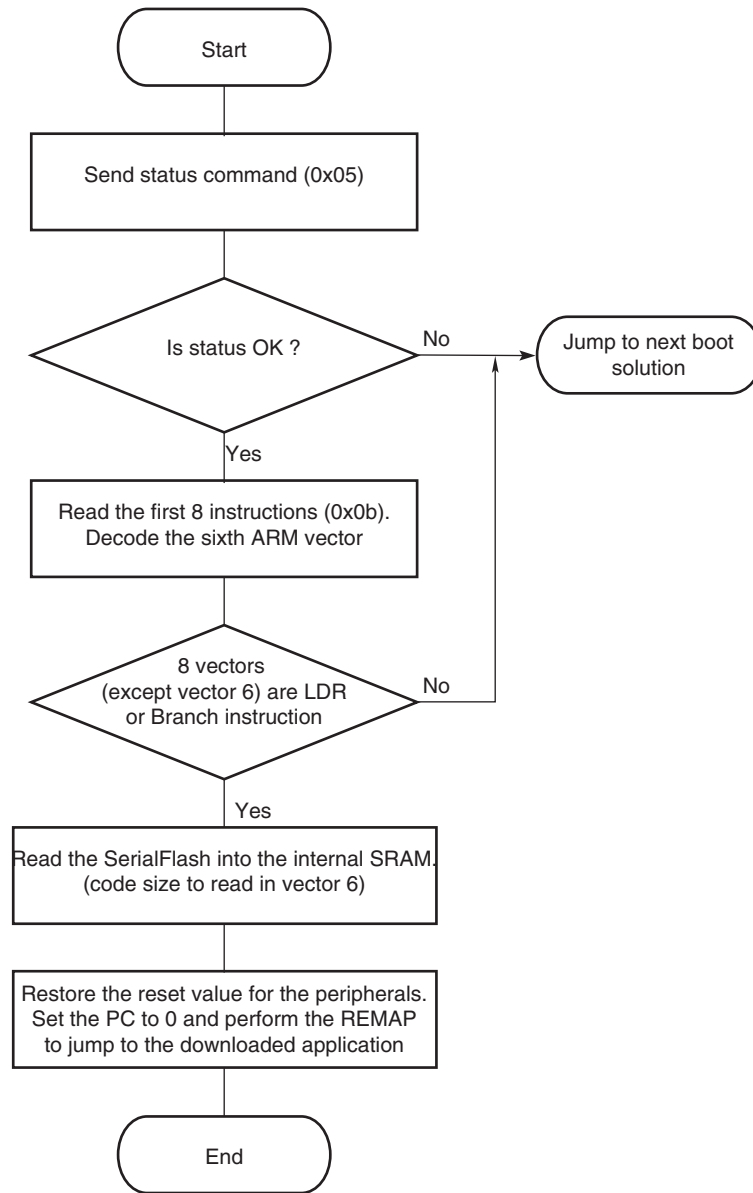 Start
Send status command (0x05)
Is status OK ?
No
Jump to next boot
solution
Yes
Read the first 8 instructions (0x0b).
Decode the sixth ARM vector
8 vectors
(except vector 6) are LDR
or Branch instruction
No
Yes
Read the SerialFlash into the internal SRAM.
(code size to read in vector 6)
Restore the reset value for the peripherals.
Set the PC to 0 and perform the REMAP
to jump to the downloaded application
End